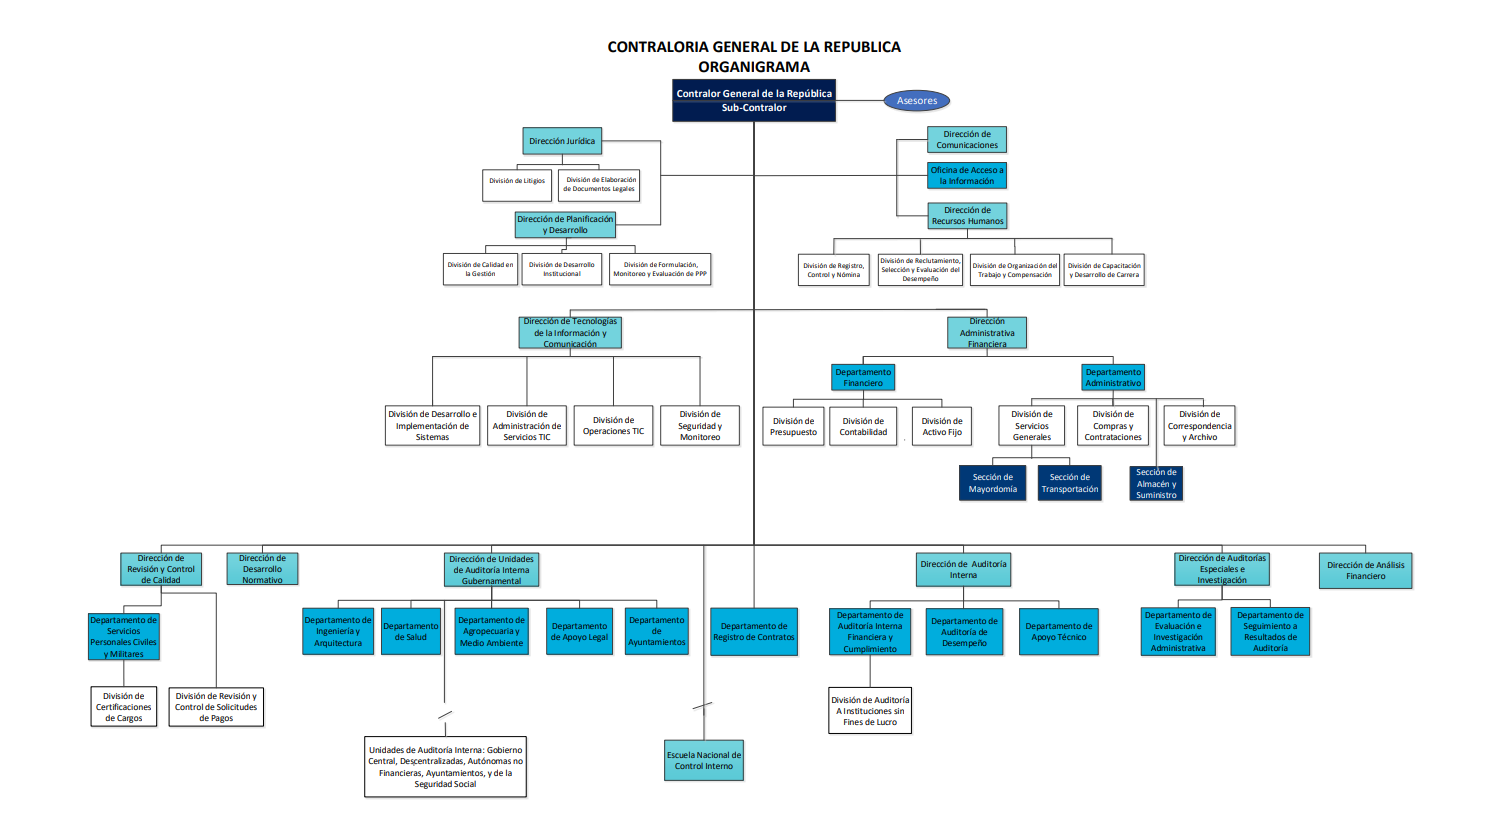 CONTRALORIA GENERAL DE LA REPUBLICA
ORGANIGRAMA
Contralor General de la República
Sub-Contralor
Asesores
Dirección Jurídica
División de Litigios
División de Elaboración
de Documentos Legales
Dirección de Planificación
y Desarrollo
División de Calidad en
la Gestión
División de Desarrollo
Institucional
División de Formulación,
Monitoreo y Evaluación de PPP
Dirección de
Comunicaciones
Oficina de Acceso a
la Información
Dirección de
Recursos Humanos
División de Registro,
Control y Nómina
División de Reclutamiento,
Selección y Evaluación del
Desempeño
División de Organización del
Trabajo y Compensación
División de Capacitación
y Desarrollo de Carrera
Dirección de Tecnologías
de la Información y
Comunicación
División de Desarrollo e
Implementación de
Sistemas
División de
Administración de
Servicios TIC
División de
Operaciones TIC
División de
Seguridad y
Monitoreo
Dirección
Administrativa
Financiera
Departamento
Financiero
División de
Presupuesto
División de
Contabilidad
División de
Activo Fijo
Departamento
Administrativo
División de
Servicios
Generales
División de
Compras y
Contrataciones
División de
Correspondencia
y Archivo
Sección de
Mayordomía
Sección de
Transportación
Sección de
Almacén y
Suministro
Dirección de
Revisión y Control
de Calidad
Departamento de
Servicios
Personales Civiles
y Militares
División de
Certificaciones
de Cargos
División de Revisión y
Control de Solicitudes
de Pagos
Dirección de
Desarrollo
Normativo
Dirección de Unidades
de Auditoría Interna
Gubernamental
Departamento de
Ingeniería y
Arquitectura
Departamento
de Salud
Departamento de
Agropecuaria y
Medio Ambiente
Departamento
de Apoyo Legal
Departamento
de
Ayuntamientos
Unidades de Auditoría Interna: Gobierno
Central, Descentralizadas, Autónomas no
Financieras, Ayuntamientos, y de la
Seguridad Social
Escuela Nacional de
Control Interno
Departamento de
Registro de Contratos
Dirección de Auditoría
Interna
Departamento de
Auditoría Interna
Financiera y
Cumplimiento
Departamento de
Auditoría de
Desempeño
Departamento de
Apoyo Técnico
División de Auditoría
A Instituciones sin
Fines de Lucro
Dirección de Auditorías
Especiales e
Investigación
Departamento de
Evaluación e
Investigación
Administrativa
Departamento de
Seguimiento a
Resultados de
Auditoría
Dirección de Análisis
Financiero